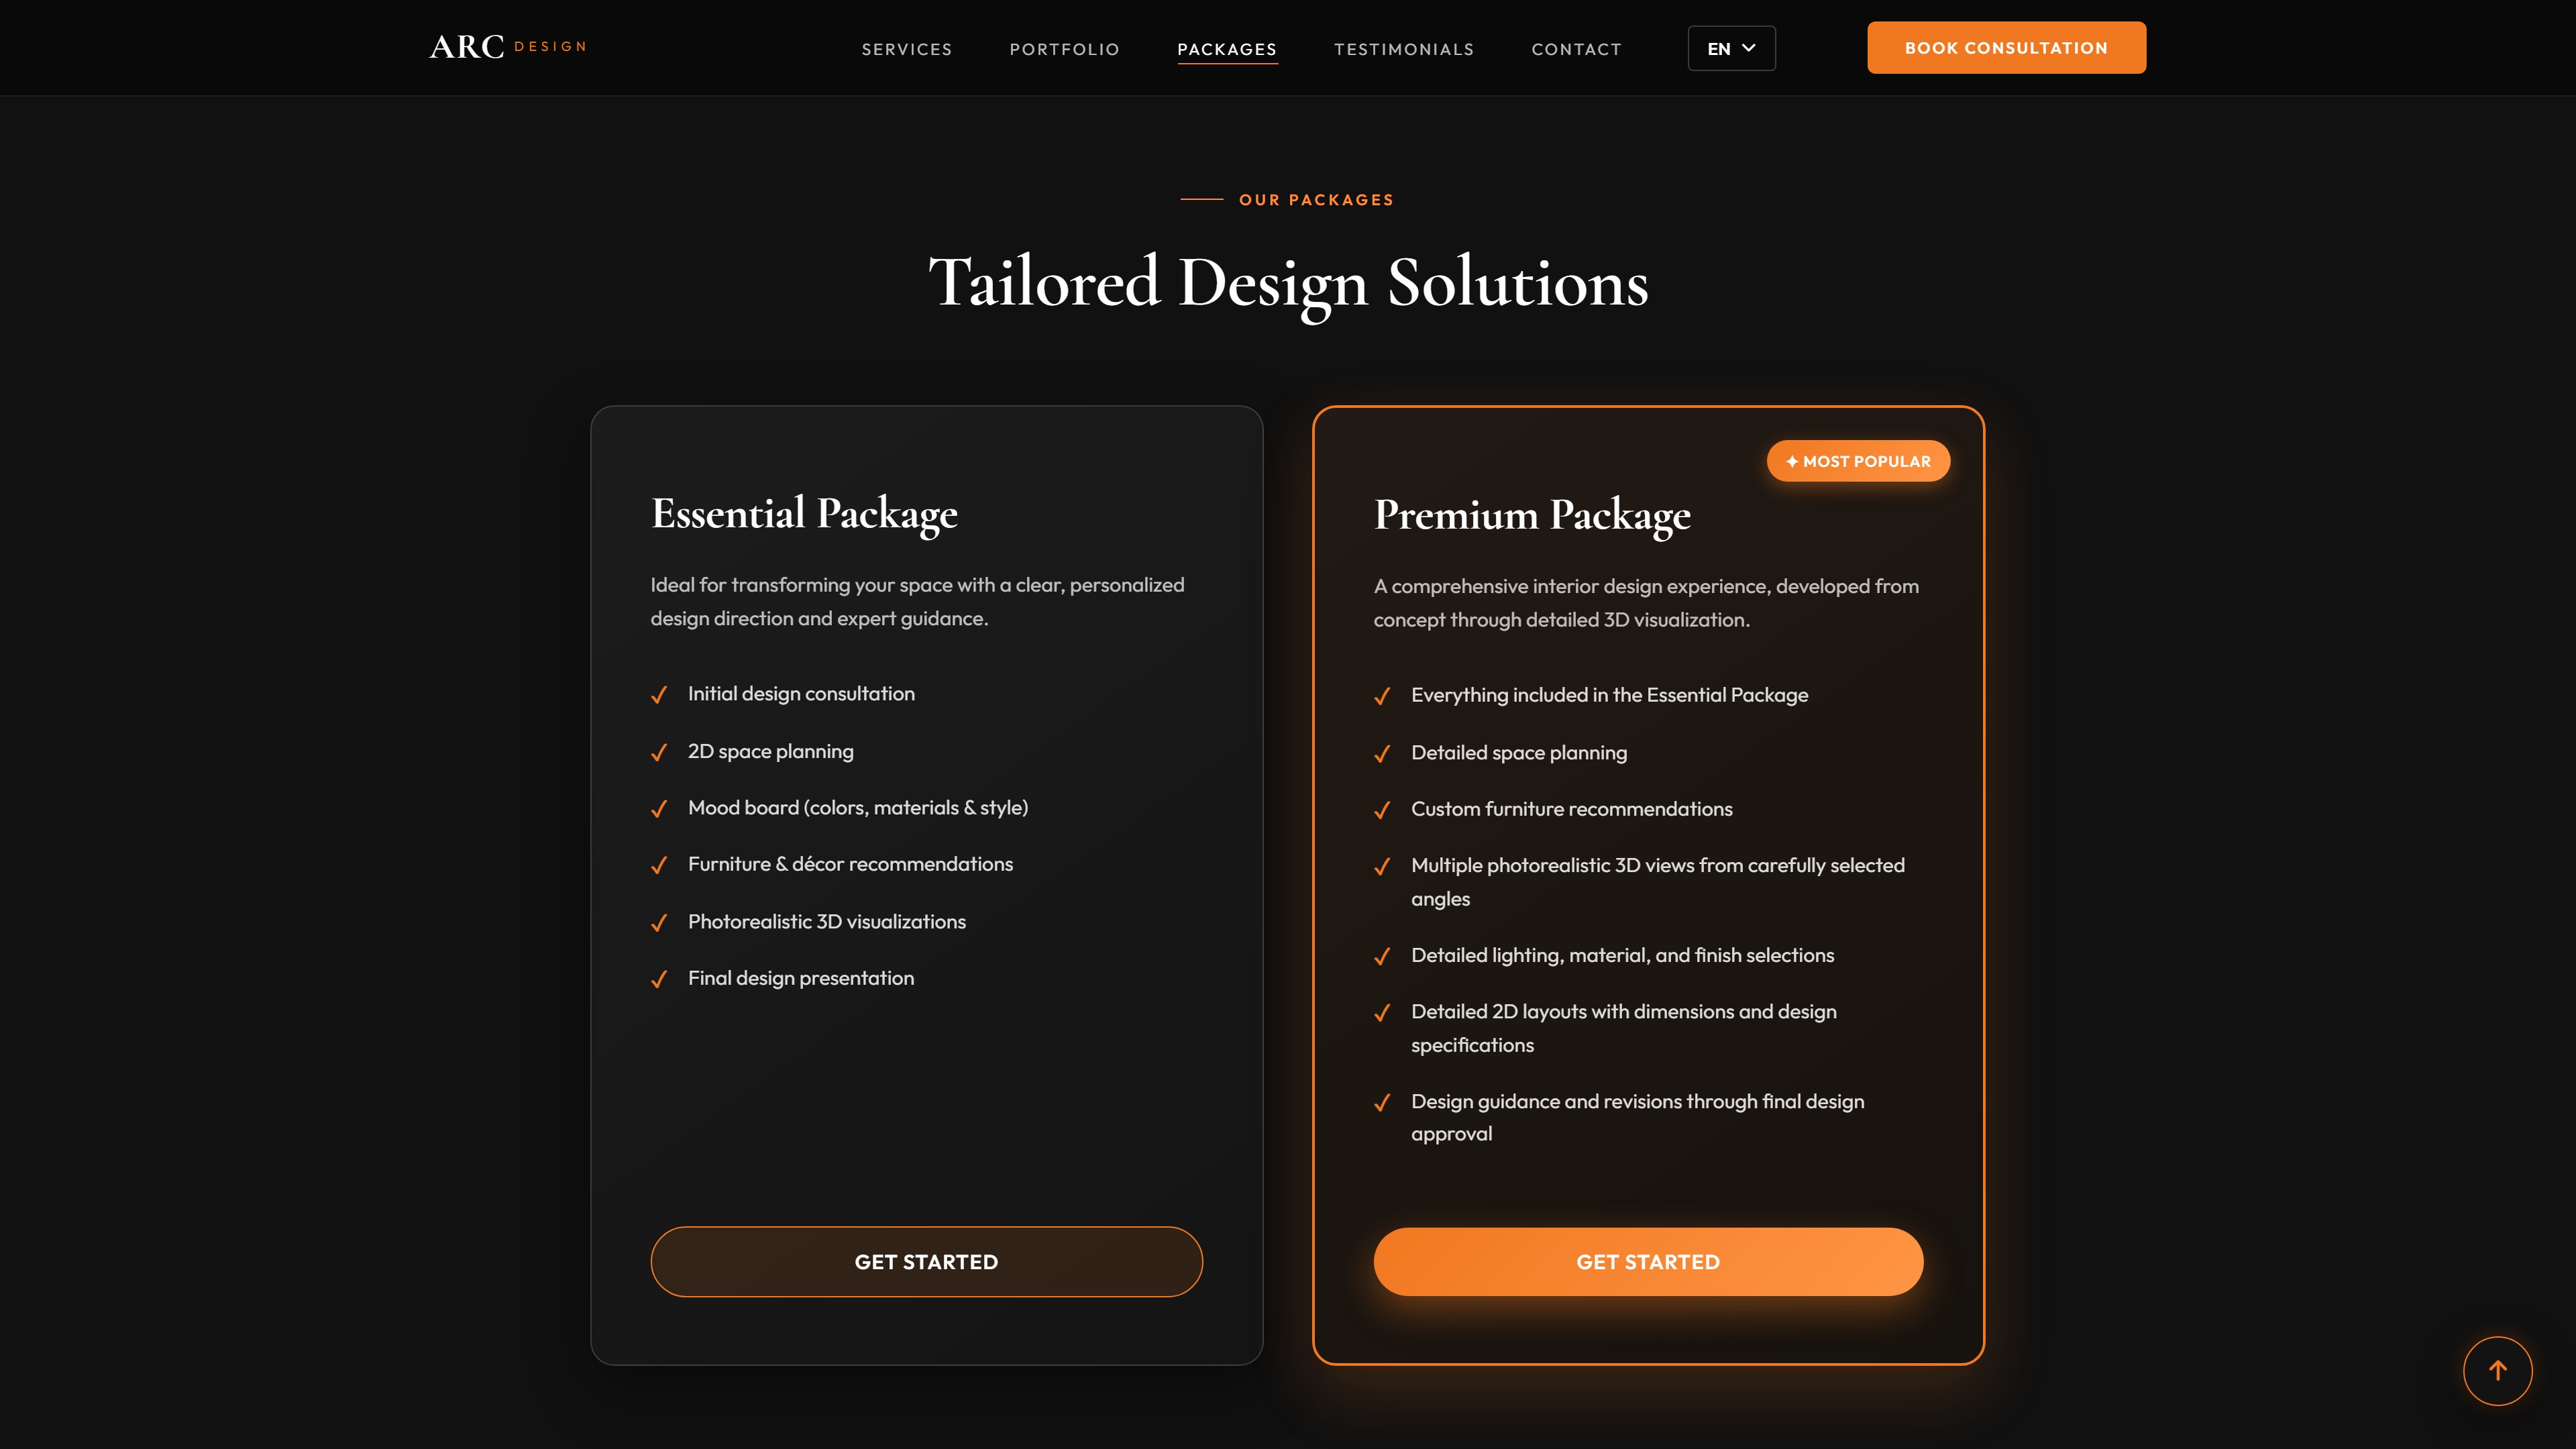 ARC DESIGN
SERVICES
PORTFOLIO
PACKAGES
TESTIMONIALS
CONTACT
EN
BOOK CONSULTATION
OUR PACKAGES
Tailored Design Solutions
Essential Package
Ideal for transforming your space with a clear, personalized
design direction and expert guidance.
✓ Initial design consultation
✓ 2D space planning
✓ Mood board (colors, materials & style)
✓ Furniture & décor recommendations
✓ Photorealistic 3D visualizations
✓ Final design presentation
GET STARTED
✦ MOST POPULAR
Premium Package
A comprehensive interior design experience, developed from
concept through detailed 3D visualization.
✓ Everything included in the Essential Package
✓ Detailed space planning
✓ Custom furniture recommendations
✓ Multiple photorealistic 3D views from carefully selected
angles
✓ Detailed lighting, material, and finish selections
✓ Detailed 2D layouts with dimensions and design
specifications
✓ Design guidance and revisions through final design
approval
GET STARTED